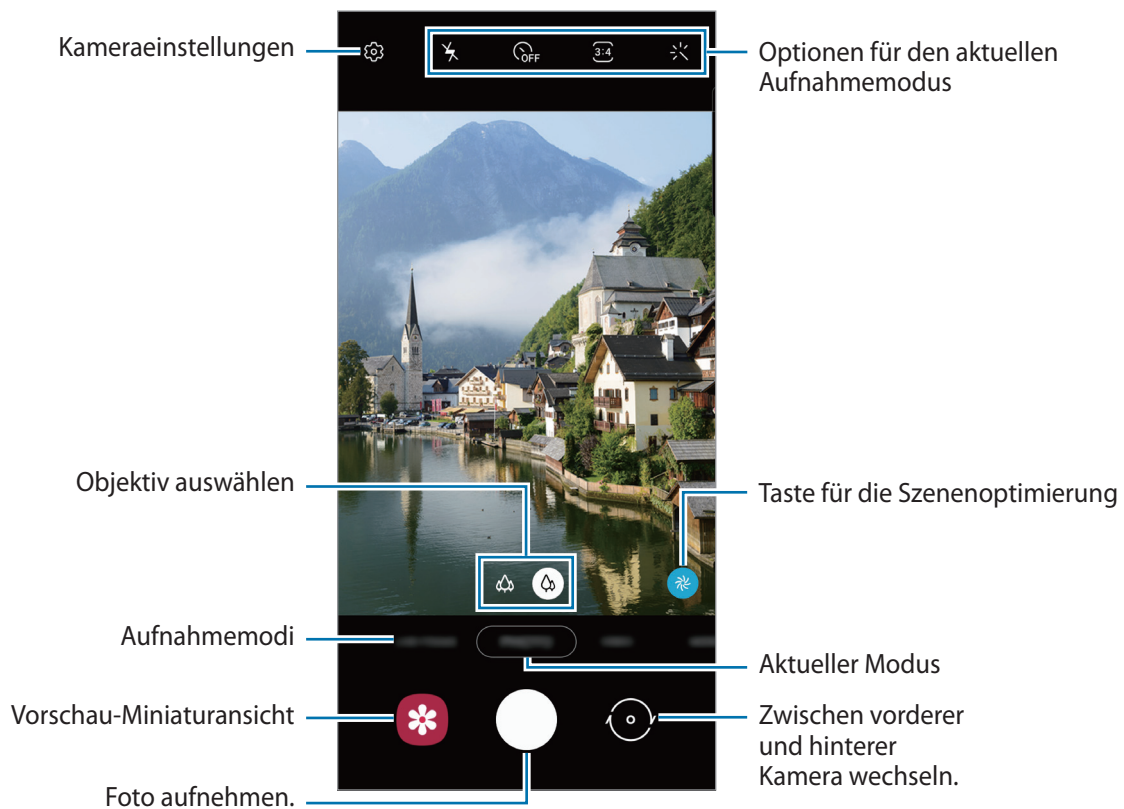 Kameraeinstellungen
OFF
3:4
Optionen für den aktuellen
Aufnahmemodus
Objektiv auswählen
Taste für die Szenenoptimierung
Aufnahmemodi
Aktueller Modus
Vorschau-Miniaturansicht
Zwischen vorderer
und hinterer
Kamera wechseln.
Foto aufnehmen.